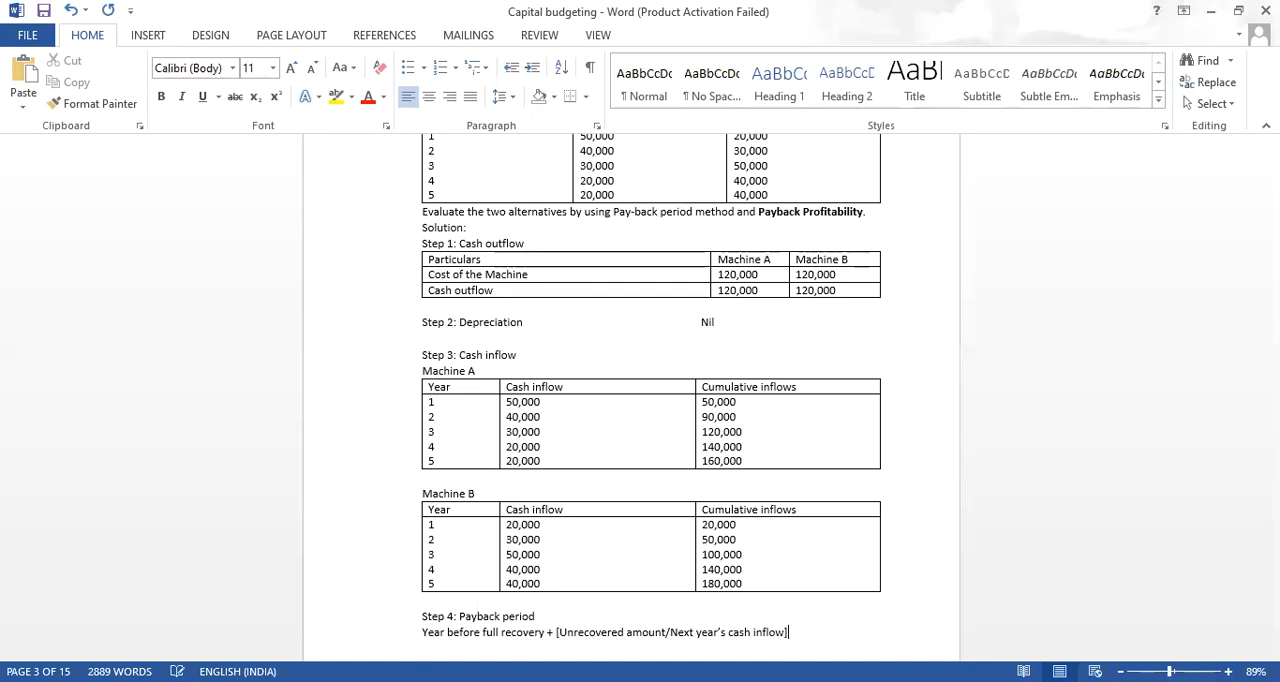 Capital budgeting - Word (Product Activation Failed)
FILE HOME INSERT DESIGN PAGE LAYOUT REFERENCES MAILINGS REVIEW VIEW
Paste
Cut
Copy
Format Painter
Clipboard
Calibri (Body) 11
Font
Paragraph
AaBbCcDc AaBbCcDc AaBbCc AaBbCcC AaBl AaBbCcC AaBbCcDc AaBbCcDc
¶ Normal ¶ No Spac... Heading 1 Heading 2 Title Subtitle Subtle Em... Emphasis
Styles
Find
Replace
Select
Editing
1 50,000 20,000
2 40,000 30,000
3 30,000 50,000
4 20,000 40,000
5 20,000 40,000
Evaluate the two alternatives by using Pay-back period method and Payback Profitability.
Solution:
Step 1: Cash outflow
Particulars Machine A Machine B
Cost of the Machine 120,000 120,000
Cash outflow 120,000 120,000
Step 2: Depreciation Nil
Step 3: Cash inflow
Machine A
Year Cash inflow Cumulative inflows
1 50,000 50,000
2 40,000 90,000
3 30,000 120,000
4 20,000 140,000
5 20,000 160,000
Machine B
Year Cash inflow Cumulative inflows
1 20,000 20,000
2 30,000 50,000
3 50,000 100,000
4 40,000 140,000
5 40,000 180,000
Step 4: Payback period
Year before full recovery + [Unrecovered amount/Next year's cash inflow]
PAGE 3 OF 15 2889 WORDS ENGLISH (INDIA) 89%